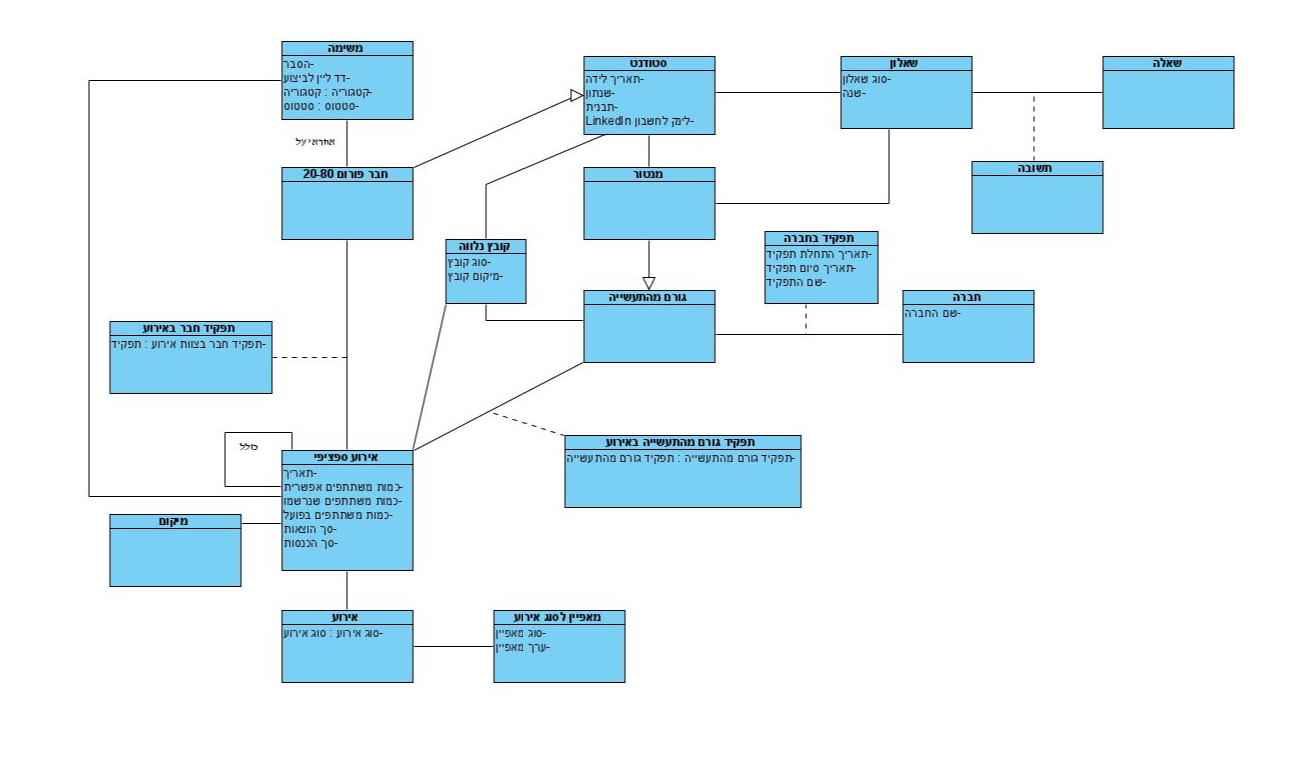 משימה
-הסבר
-דד ליין לביצוע
-קטגוריה : קטגוריה
-סטטוס : סטטוס
אחראי על
חבר פורום 20-80
סטודנט
-תאריך לידה
-שנתון
-תבנית
-לינק לחשבון LinkedIn
שאלון
-סוג שאלון
-שנה
שאלה
תשובה
מנטור
קובץ נלווה
-סוג קובץ
-מיקום קובץ
תפקיד בחברה
-תאריך התחלת תפקיד
-תאריך סיום תפקיד
-שם התפקיד
גורם מהתעשייה
חברה
-שם החברה
תפקיד חבר באירוע
-תפקיד חבר בצוות אירוע : תפקיד
תפקיד גורם מהתעשייה באירוע
-תפקיד גורם מהתעשייה : תפקיד גורם מהתעשייה
כולל
אירוע ספציפי
-תאריך
-כמות משתתפים אפשרית
-כמות משתתפים שנרשמו
-כמות משתתפים בפועל
-סך הוצאות
-סך הכנסות
מיקום
אירוע
-סוג אירוע : סוג אירוע
מאפיין לסוג אירוע
-סוג מאפיין
-ערך מאפיין